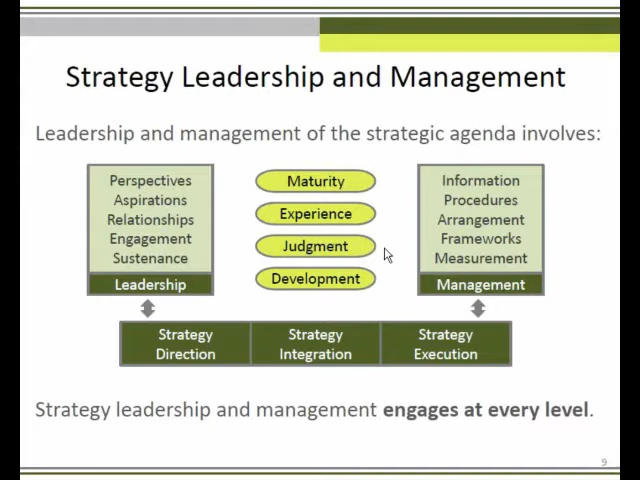 Strategy Leadership and Management
Leadership and management of the strategic agenda involves:
Perspectives
Aspirations
Relationships
Engagement
Sustenance
Leadership
Maturity
Experience
Judgment
Development
Information
Procedures
Arrangement
Frameworks
Measurement
Management
Strategy
Direction
Strategy
Integration
Strategy
Execution
Strategy leadership and management engages at every level.
9